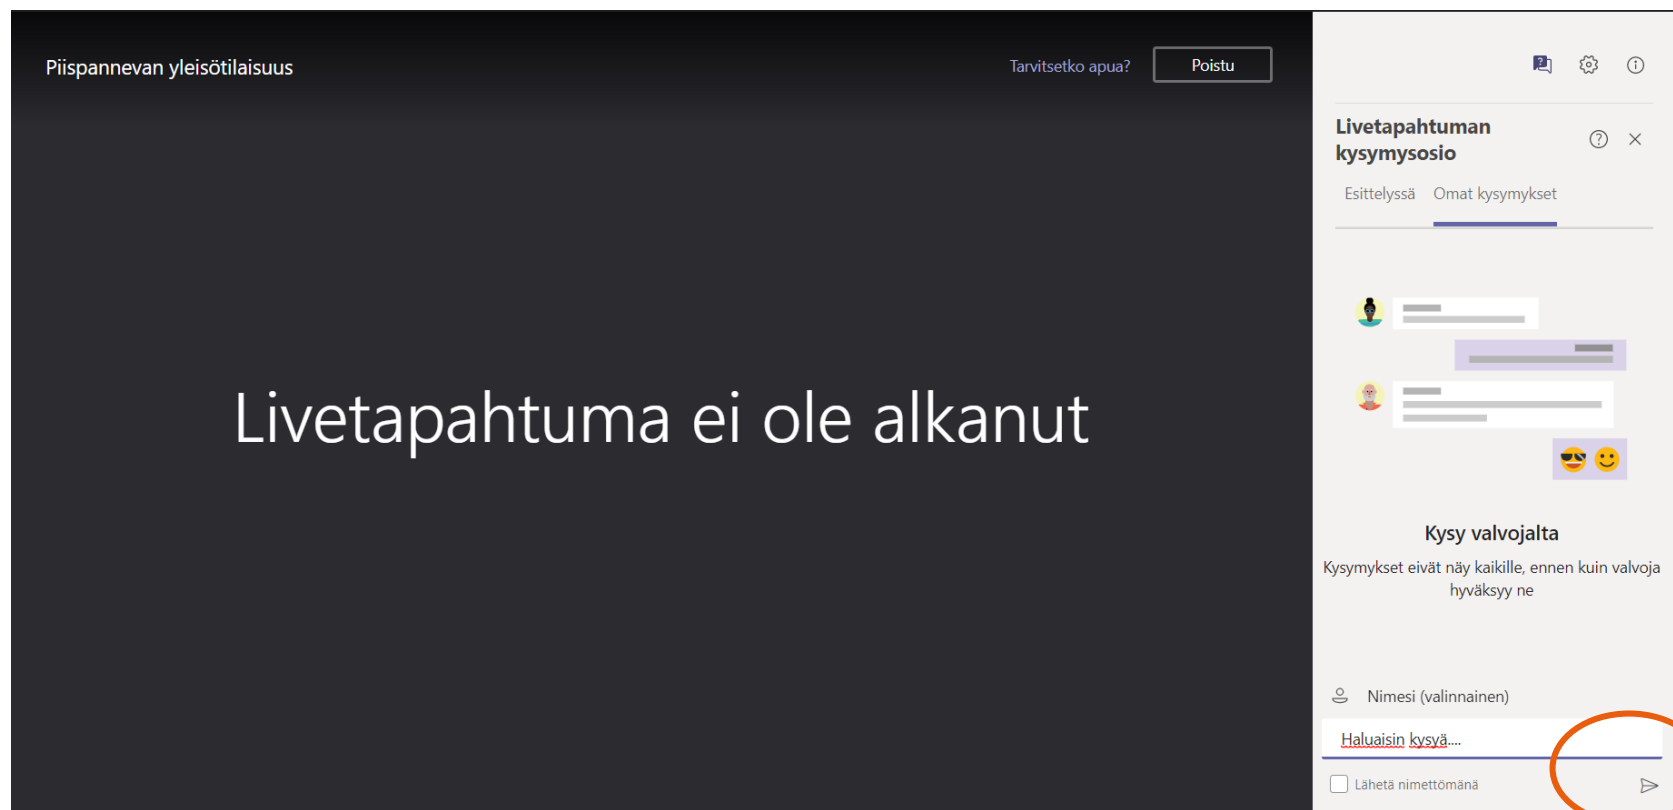 Piispannevan yleisötilaisuus
Tarvitsetko apua?
Poistu
Livetapahtuma ei ole alkanut
Livetapahtuman
kysymysosio
Esittelyssä
Omat kysymykset
Kysy valvojalta
Kysymykset eivät näy kaikille, ennen kuin valvoja
hyväksyy ne
Nimesi (valinnainen)
Haluaisin kysyä....
Lähetä nimettömänä